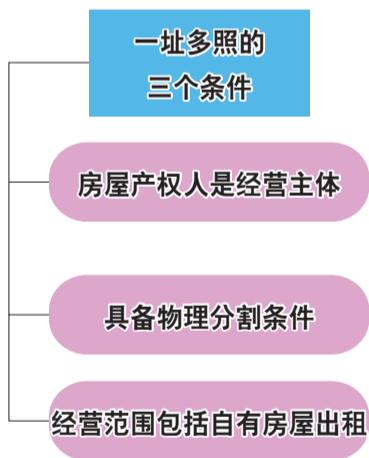 一址多照的
三个条件
房屋产权人是经营主体
具备物理分割条件
经营范围包括自有房屋出租